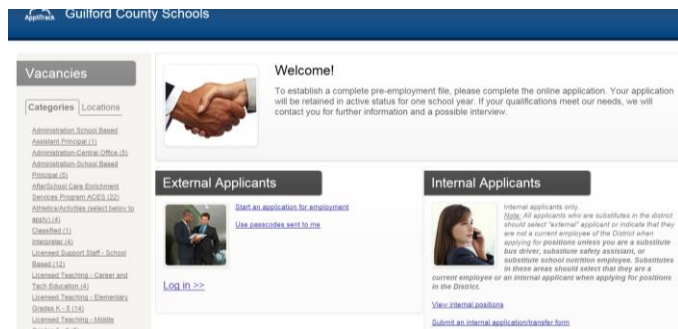 AppliTrack
Guilford County Schools
Vacancies
Categories Locations
Administration School Based
Assistant Principal (1)
Administration-Central Office (5)
Administration-School Based
Principal (5)
AfterSchool Care Enrichment
Services Program ACES (22)
Athletics/Activities (select below to
apply) (4)
Classified (1)
Interpreter (4)
Licensed Support Staff - School
Based (12)
Licensed Teaching - Career and
Tech Education (4)
Licensed Teaching - Elementary
Grades K - 5 (14)
Licensed Teaching - Middle
Welcome!
To establish a complete pre-employment file, please complete the online application. Your application
will be retained in active status for one school year. If your qualifications meet our needs, we will
contact you for further information and a possible interview.
External Applicants
Start an application for employment
Use passcodes sent to me
Log in >>
Internal Applicants
Internal applicants only.
Note: All applicants who are substitutes in the district
should select "external" applicant or indicate that they
are not a current employee of the District when
applying for positions unless you are a substitute
bus driver, substitute safety assistant, or
substitute school nutrition employee. Substitutes
in these areas should select that they are a
current employee or an internal applicant when applying for positions
in the District.
View internal positions
Submit an internal application/transfer form